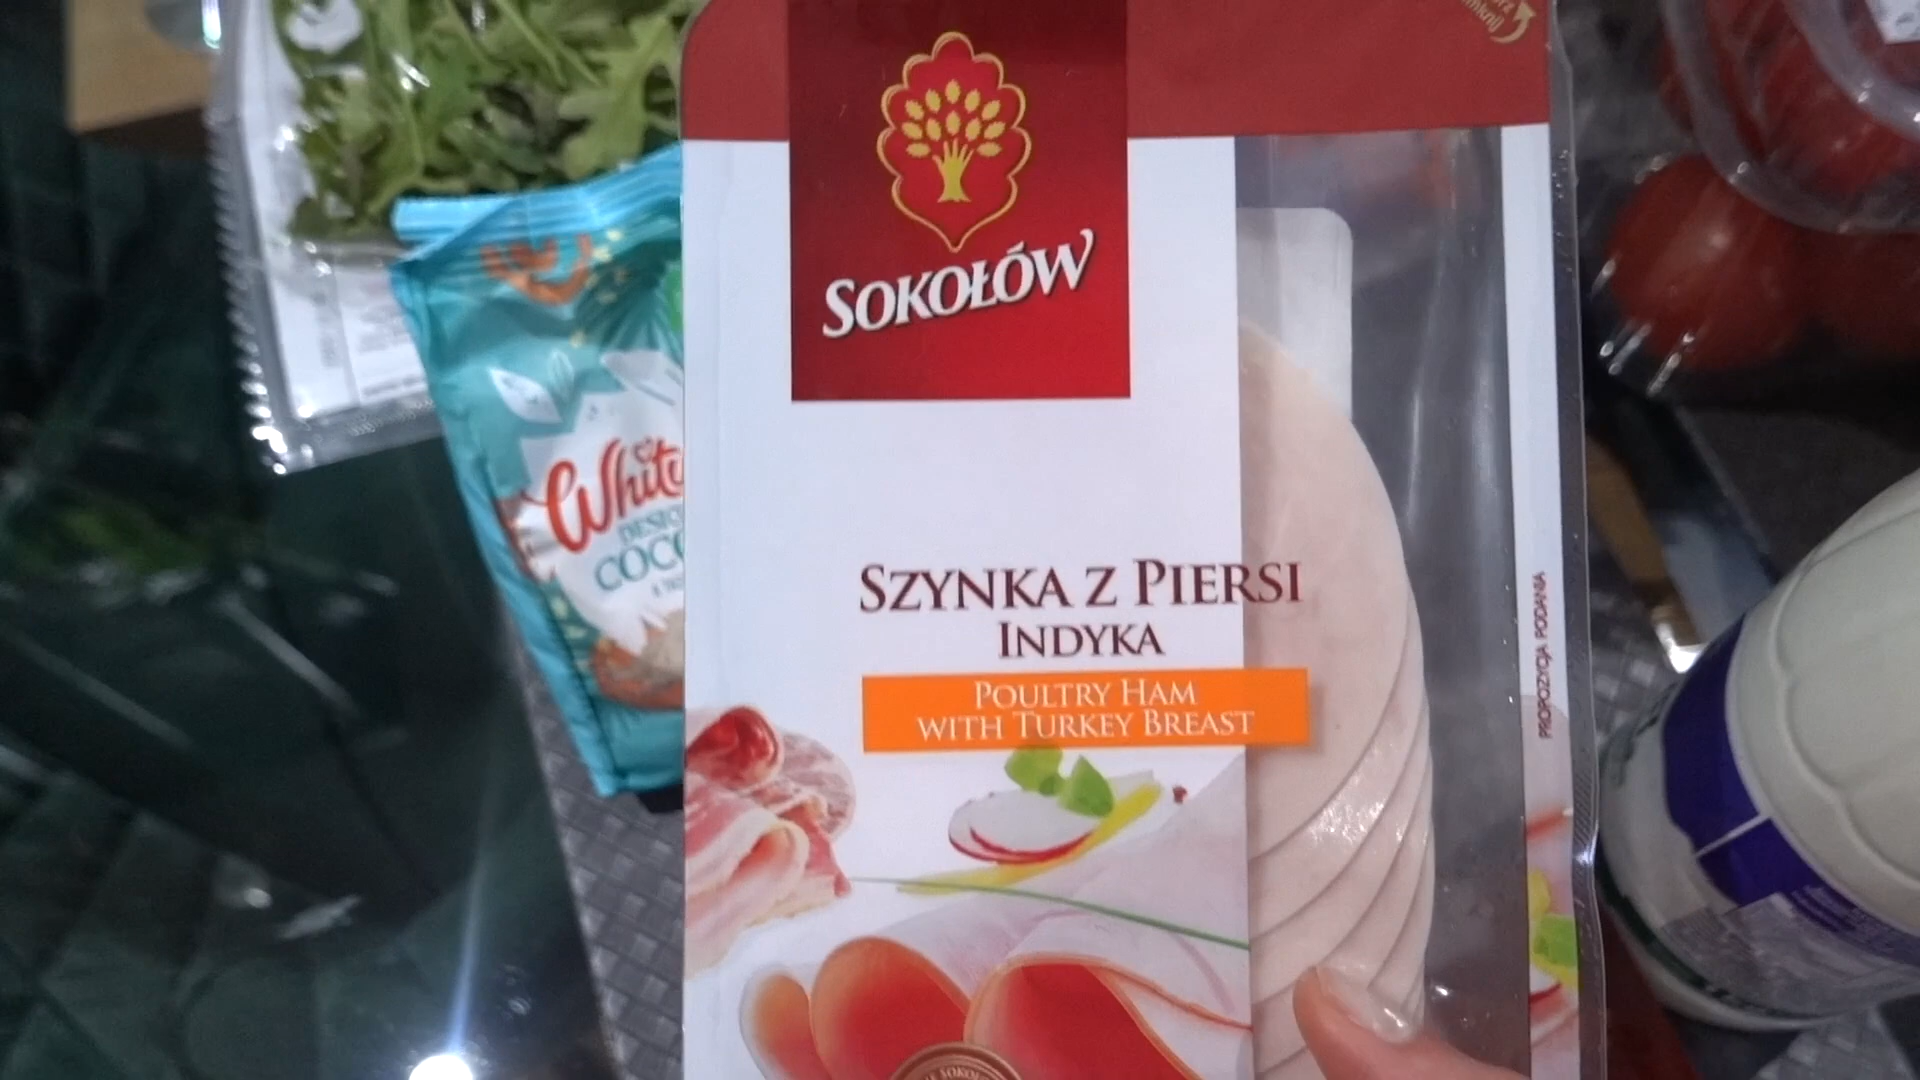 SOKOŁÓW
SZYNKA Z PIERSI
INDYKA
POULTRY HAM
WITH TURKEY BREAST
PROPOZYCJA PODANIA